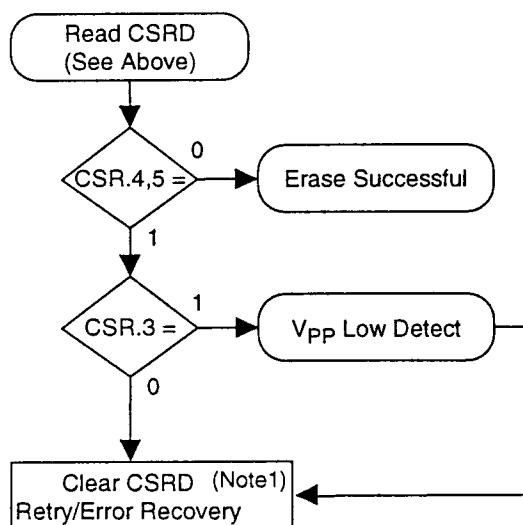 Read CSRD
(See Above)
0
CSR.4,5 =
Erase Successful
1
1
CSR.3 =
VPP Low Detect
0
Clear CSRD (Note1)
Retry/Error Recovery